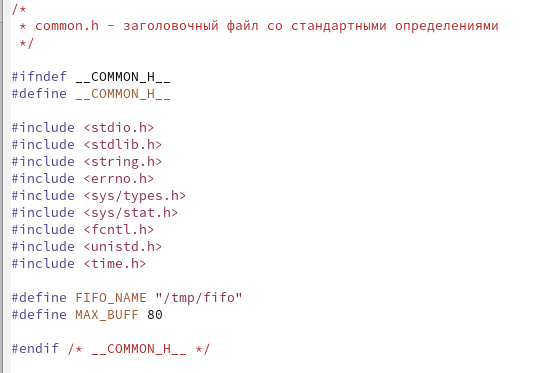 /*
 * common.h - заголовочный файл со стандартными определениями
 */
#ifndef __COMMON_H__
#define __COMMON_H__
#include <stdio.h>
#include <stdlib.h>
#include <string.h>
#include <errno.h>
#include <sys/types.h>
#include <sys/stat.h>
#include <fcntl.h>
#include <unistd.h>
#include <time.h>
#define FIFO_NAME "/tmp/fifo"
#define MAX_BUFF 80
#endif /* __COMMON_H__ */